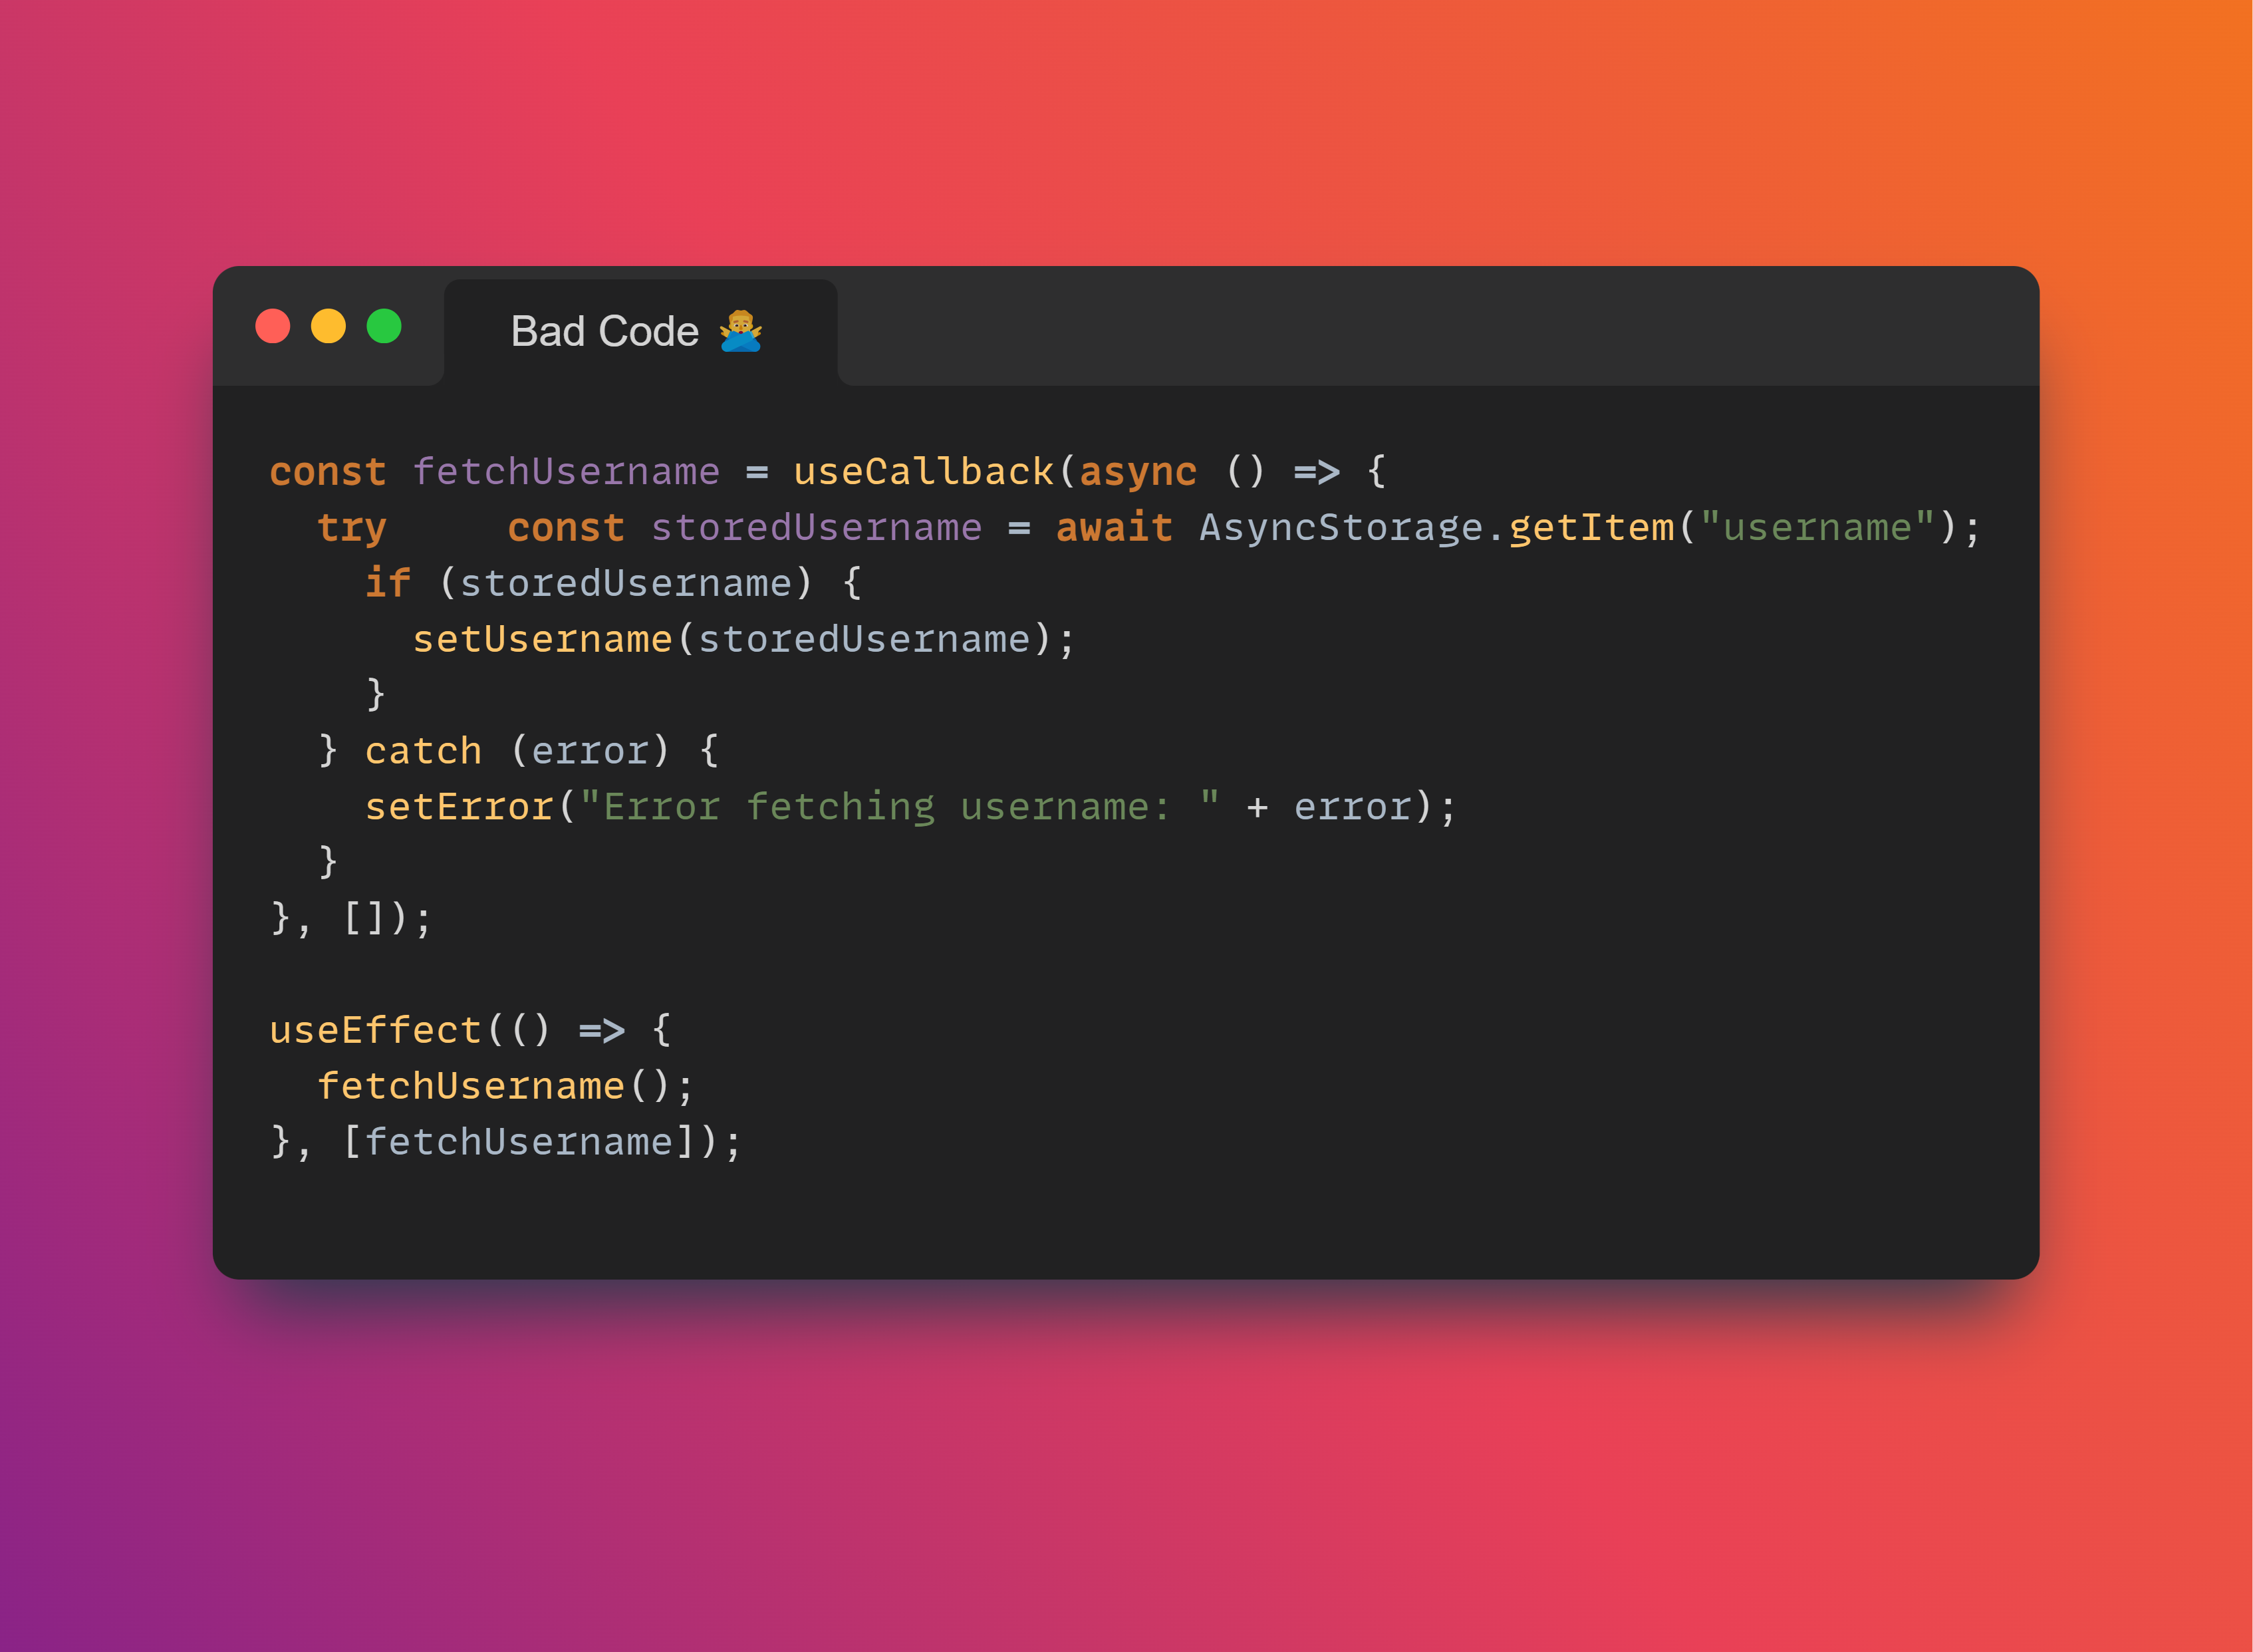 Bad Code 🙅
const fetchUsername = useCallback(async () => {
  try     const storedUsername = await AsyncStorage.getItem("username");
    if (storedUsername) {
      setUsername(storedUsername);
    }
  } catch (error) {
    setError("Error fetching username: " + error);
  }
}, []);

useEffect(() => {
  fetchUsername();
}, [fetchUsername]);